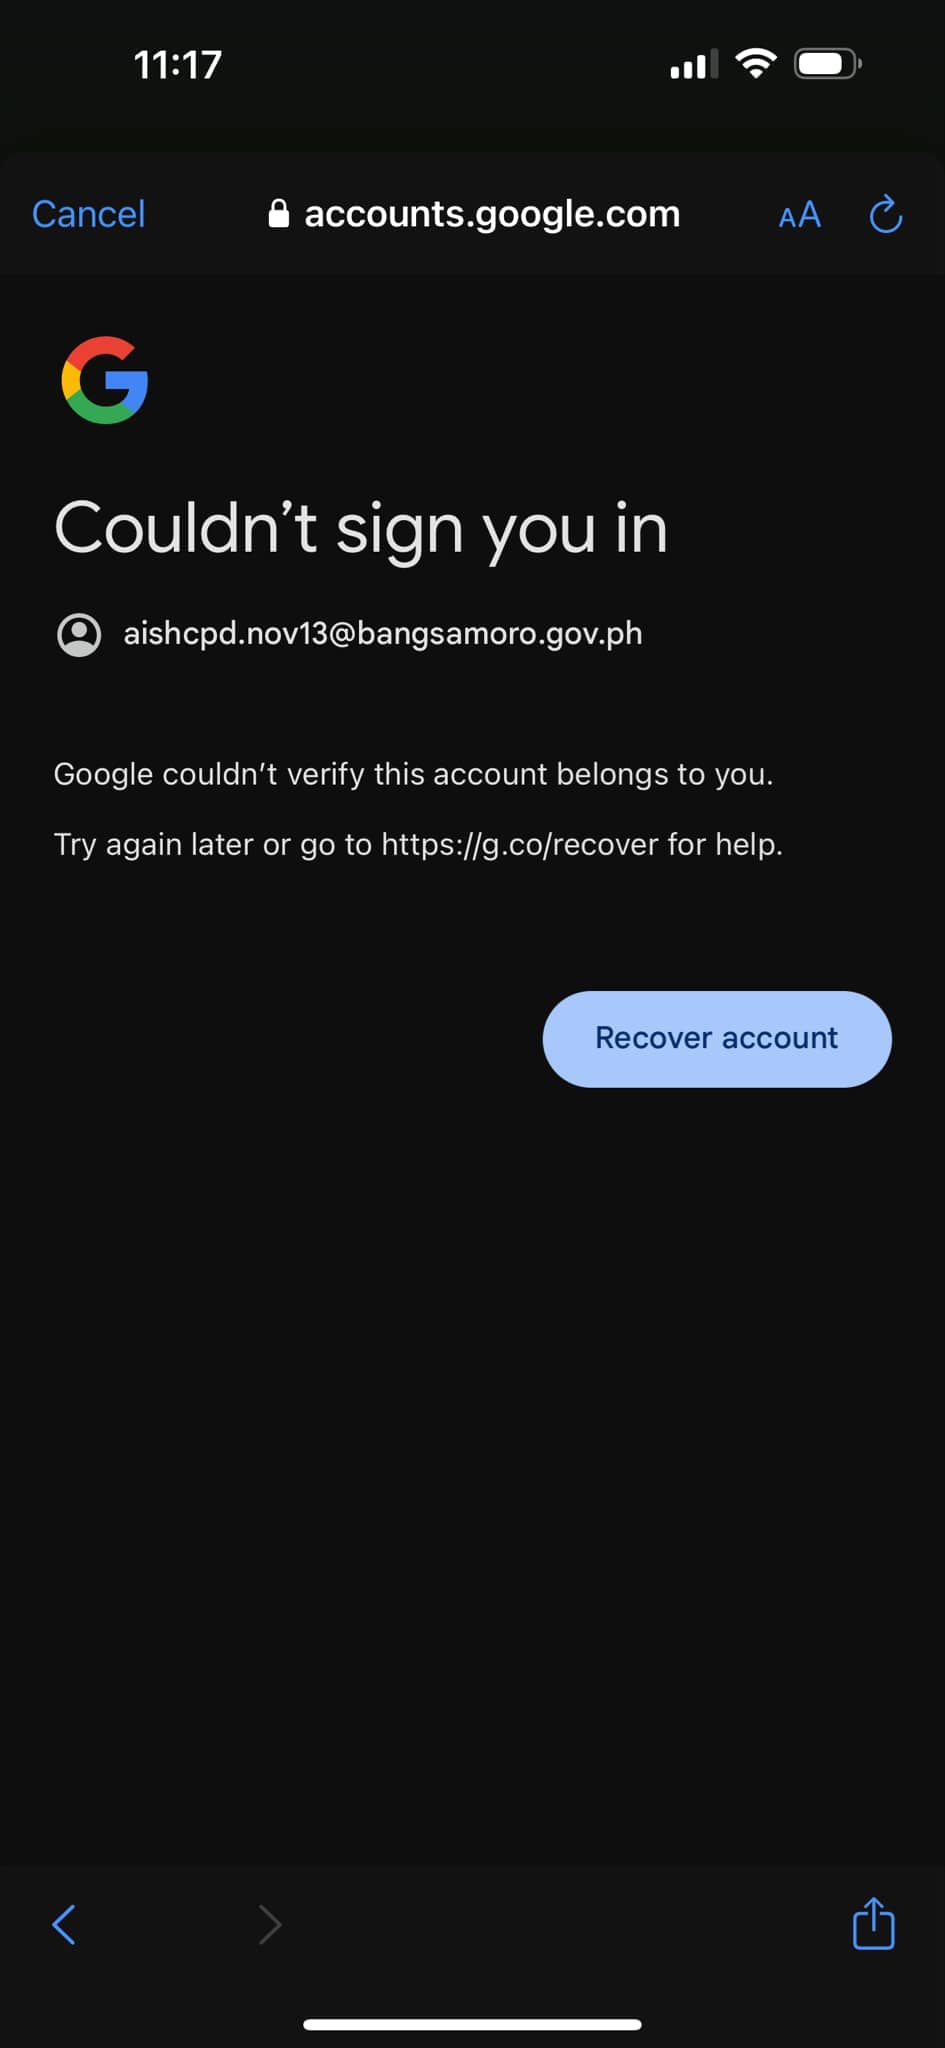 11:17
Cancel
accounts.google.com
AA
Couldn't sign you in
aishcpd.nov13@bangsamoro.gov.ph
Google couldn't verify this account belongs to you.
Try again later or go to https://g.co/recover for help.
Recover account